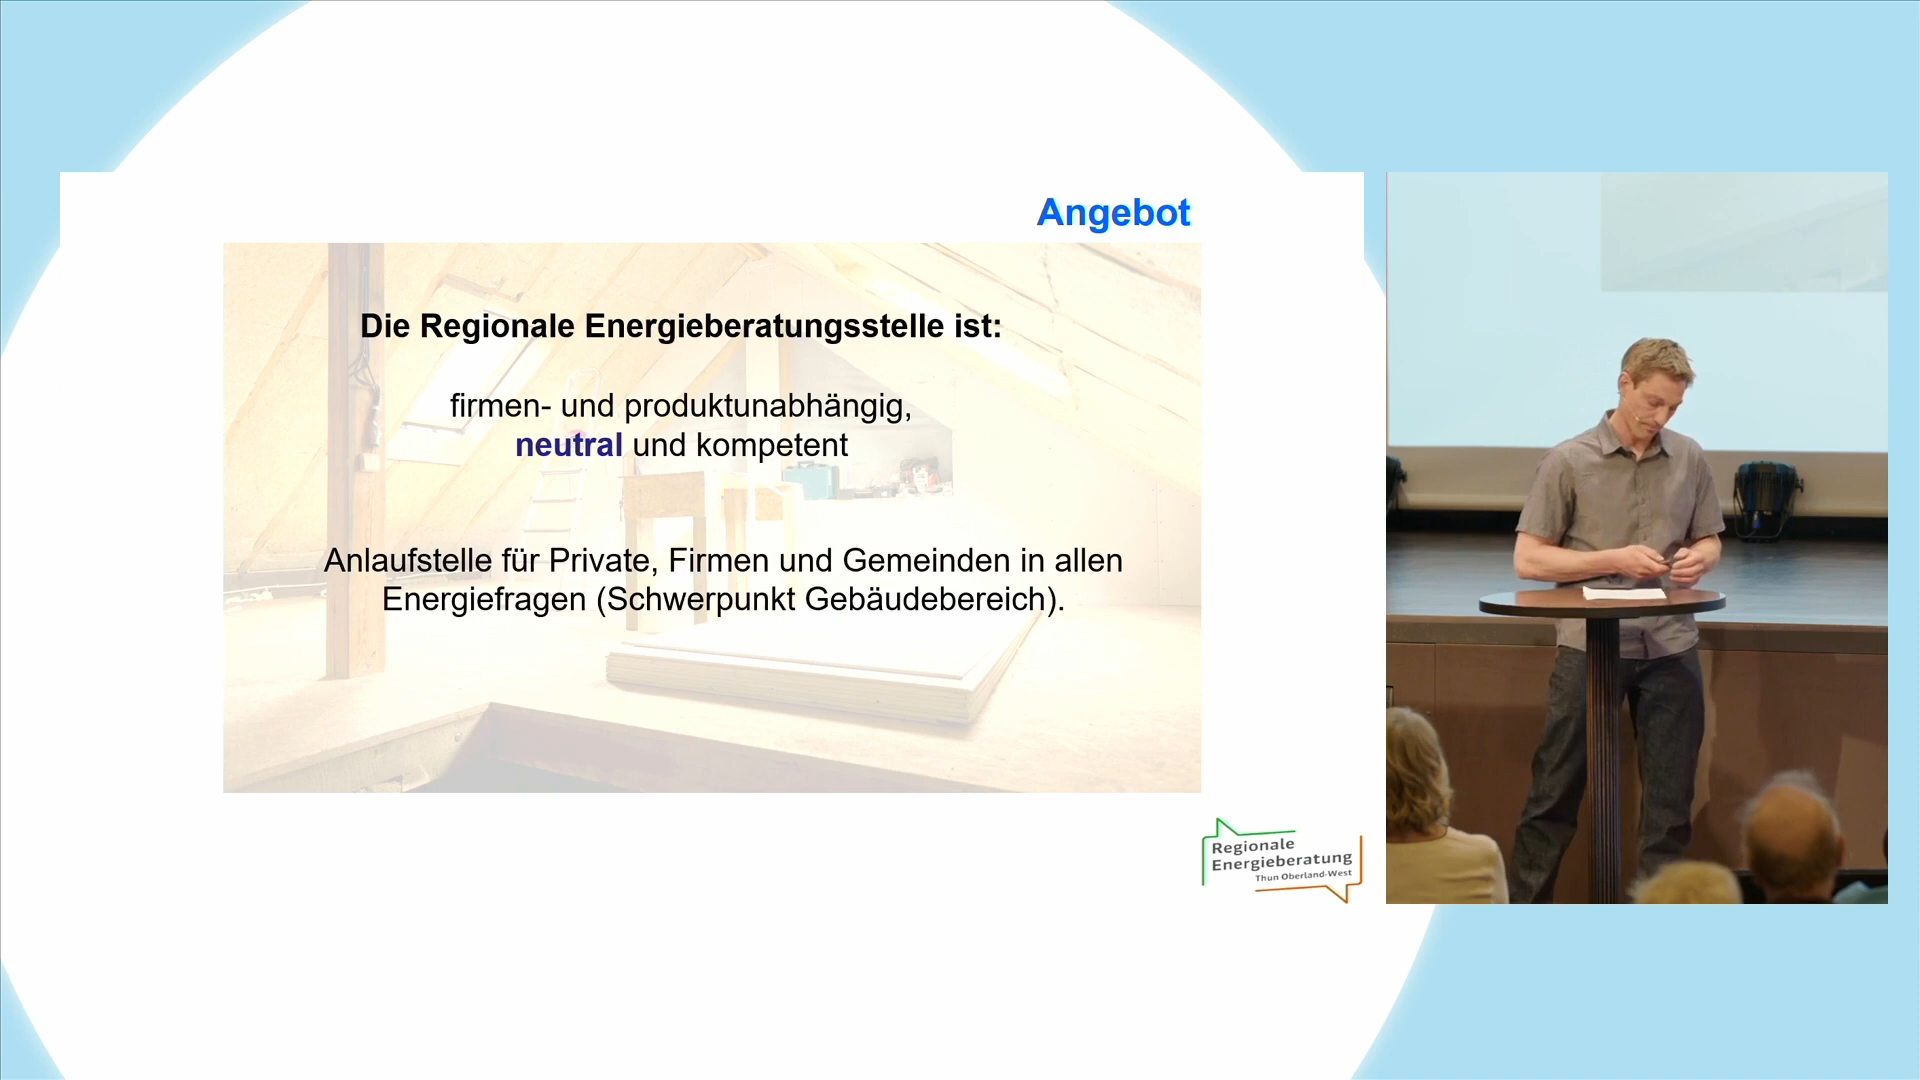 Angebot
Die Regionale Energieberatungsstelle ist:
firmen- und produktunabhängig,
neutral und kompetent
Anlaufstelle für Private, Firmen und Gemeinden in allen
Energiefragen (Schwerpunkt Gebäudebereich).
Regionale
Energieberatung
Thun Oberland-West